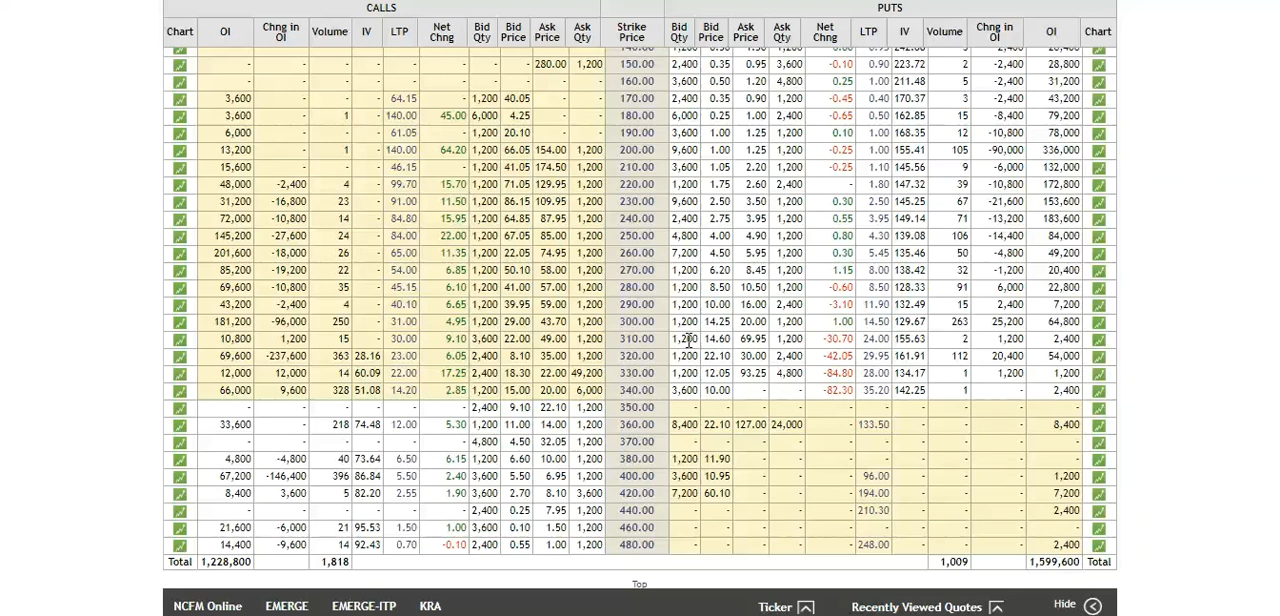 CALLS PUTS
Chart OI Chng in OI Volume IV LTP Net Chng Bid Qty Bid Price Ask Price Ask Qty Strike Price Bid Qty Bid Price Ask Price Ask Qty Net Chng LTP IV Volume Chng in OI OI Chart
- - - - - - - - 280.00 1,200 150.00 2,400 0.35 0.95 3,600 -0.10 0.90 223.72 2 -2,400 28,800
- - - - - - - - - - 160.00 3,600 0.50 1.20 4,800 0.25 1.00 211.48 5 -2,400 31,200
3,600 - - - 64.15 - 1,200 40.05 - - 170.00 2,400 0.35 0.90 1,200 -0.45 0.40 170.37 3 -2,400 43,200
3,600 - 1 - 140.00 45.00 6,000 4.25 - - 180.00 6,000 0.25 1.00 2,400 -0.65 0.50 162.85 15 -8,400 79,200
6,000 - - - 61.05 - 1,200 20.10 - - 190.00 3,600 1.00 1.25 1,200 0.10 1.00 168.35 12 -10,800 78,000
13,200 - 1 - 140.00 64.20 1,200 66.05 154.00 1,200 200.00 9,600 1.00 1.25 1,200 -0.25 1.00 155.41 105 -90,000 336,000
15,600 - - - 46.15 - 1,200 41.05 174.50 1,200 210.00 3,600 1.05 2.20 1,200 -0.25 1.10 145.56 9 -6,000 132,000
48,000 -2,400 4 - 99.70 15.70 1,200 71.05 129.95 1,200 220.00 1,200 1.75 2.60 2,400 - 1.80 147.32 39 -10,800 172,800
31,200 -16,800 23 - 91.00 11.50 1,200 86.15 109.95 1,200 230.00 9,600 2.50 3.50 1,200 0.30 2.50 145.25 67 -21,600 153,600
72,000 -10,800 14 - 84.80 15.95 1,200 64.85 87.95 1,200 240.00 2,400 2.75 3.95 1,200 0.55 3.95 149.14 71 -13,200 183,600
145,200 -27,600 24 - 84.00 22.00 1,200 67.05 85.00 1,200 250.00 4,800 4.00 4.90 1,200 0.80 4.30 139.08 106 -14,400 84,000
201,600 -18,000 26 - 65.00 11.35 1,200 22.05 74.95 1,200 260.00 7,200 4.50 5.95 1,200 0.30 5.45 135.46 50 -4,800 49,200
85,200 -19,200 22 - 54.00 6.85 1,200 50.10 58.00 1,200 270.00 1,200 6.20 8.45 1,200 1.15 8.00 138.42 32 -1,200 20,400
69,600 -10,800 35 - 45.15 6.10 1,200 41.00 57.00 1,200 280.00 1,200 8.50 10.50 1,200 -0.60 8.50 128.33 91 6,000 22,800
43,200 -2,400 4 - 40.10 6.65 1,200 39.95 59.00 1,200 290.00 1,200 10.00 16.00 2,400 -3.10 11.90 132.49 15 2,400 7,200
181,200 -96,000 250 - 31.00 4.95 1,200 29.00 43.70 1,200 300.00 1,200 14.25 20.00 1,200 1.00 14.50 129.67 263 25,200 64,800
10,800 1,200 15 - 30.00 9.10 3,600 22.00 49.00 1,200 310.00 1,200 14.60 69.95 1,200 -30.70 24.00 155.63 2 1,200 2,400
69,600 -237,600 363 28.16 23.00 6.05 2,400 8.10 35.00 1,200 320.00 1,200 22.10 30.00 2,400 -42.05 29.95 161.91 112 20,400 54,000
12,000 12,000 14 60.09 22.00 17.25 2,400 18.30 22.00 49,200 330.00 1,200 12.05 93.25 4,800 -84.80 28.00 134.17 1 1,200 1,200
66,000 9,600 328 51.08 14.20 2.85 1,200 15.00 20.00 6,000 340.00 3,600 10.00 - - -82.30 35.20 142.25 1 - 2,400
- - - - - - 2,400 9.10 22.10 1,200 350.00 - - - - - - - - - -
33,600 - 218 74.48 12.00 5.30 1,200 11.00 14.00 1,200 360.00 8,400 22.10 127.00 24,000 - 133.50 - - - 8,400
- - - - - - 4,800 4.50 32.05 1,200 370.00 - - - - - - - - - -
4,800 -4,800 40 73.64 6.50 6.15 1,200 6.60 10.00 1,200 380.00 1,200 11.90 - - - - - - - -
67,200 -146,400 396 86.84 5.50 2.40 3,600 5.50 6.95 1,200 400.00 3,600 10.95 - - - 96.00 - - - 1,200
8,400 3,600 5 82.20 2.55 1.90 3,600 2.70 8.10 3,600 420.00 7,200 60.10 - - - 194.00 - - - 7,200
- - - - - - 2,400 0.25 7.95 1,200 440.00 - - - - - 210.30 - - - 2,400
21,600 -6,000 21 95.53 1.50 1.00 3,600 0.10 1.50 1,200 460.00 - - - - - - - - - -
14,400 -9,600 14 92.43 0.70 -0.10 2,400 0.55 1.00 1,200 480.00 - - - - - 248.00 - - - 2,400
Total 1,228,800 1,818 1,009 1,599,600 Total
Top
NCFM Online EMERGE EMERGE-ITP KRA Ticker Recently Viewed Quotes Hide